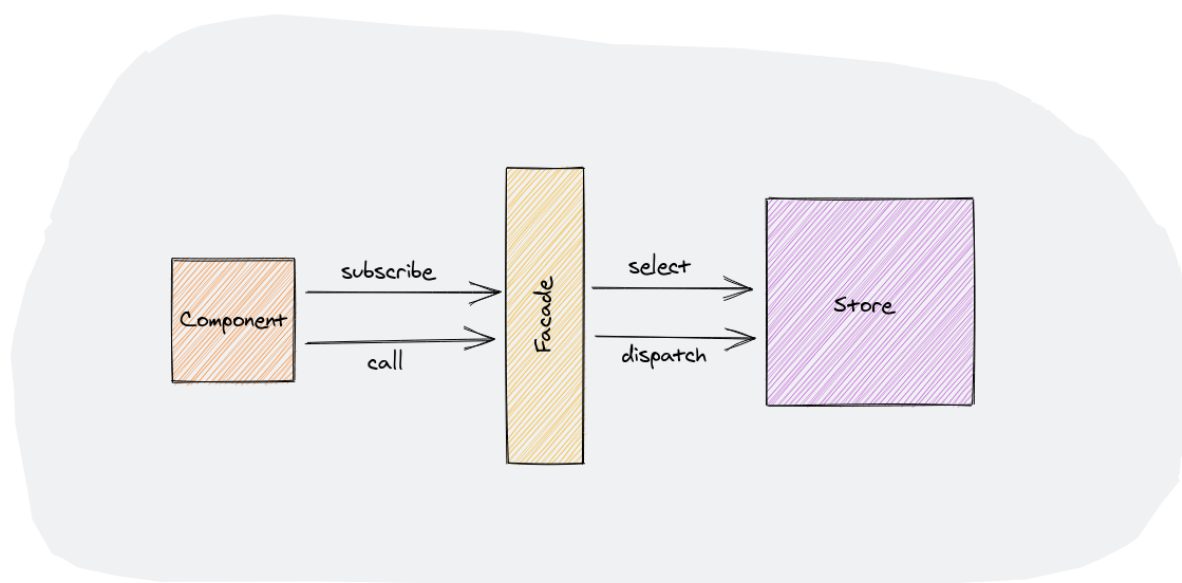 subscribe
select
Component
Facade
Store
call
dispatch